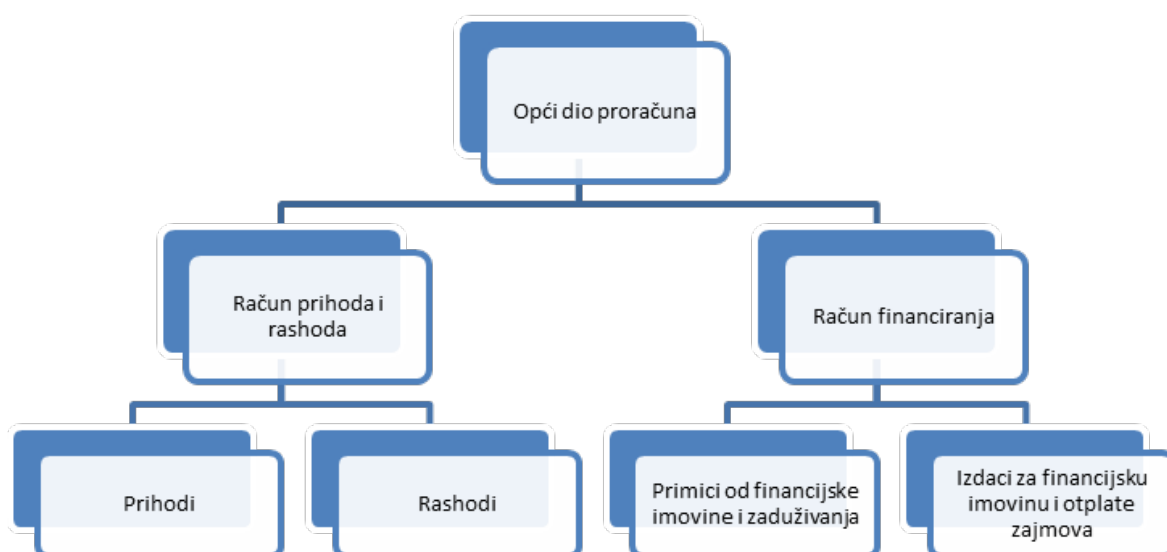 Opći dio proračuna
Račun prihoda i
rashoda
Račun financiranja
Prihodi
Rashodi
Primici od financijske
imovine i zaduživanja
Izdaci za financijsku
imovinu i otplate
zajmova